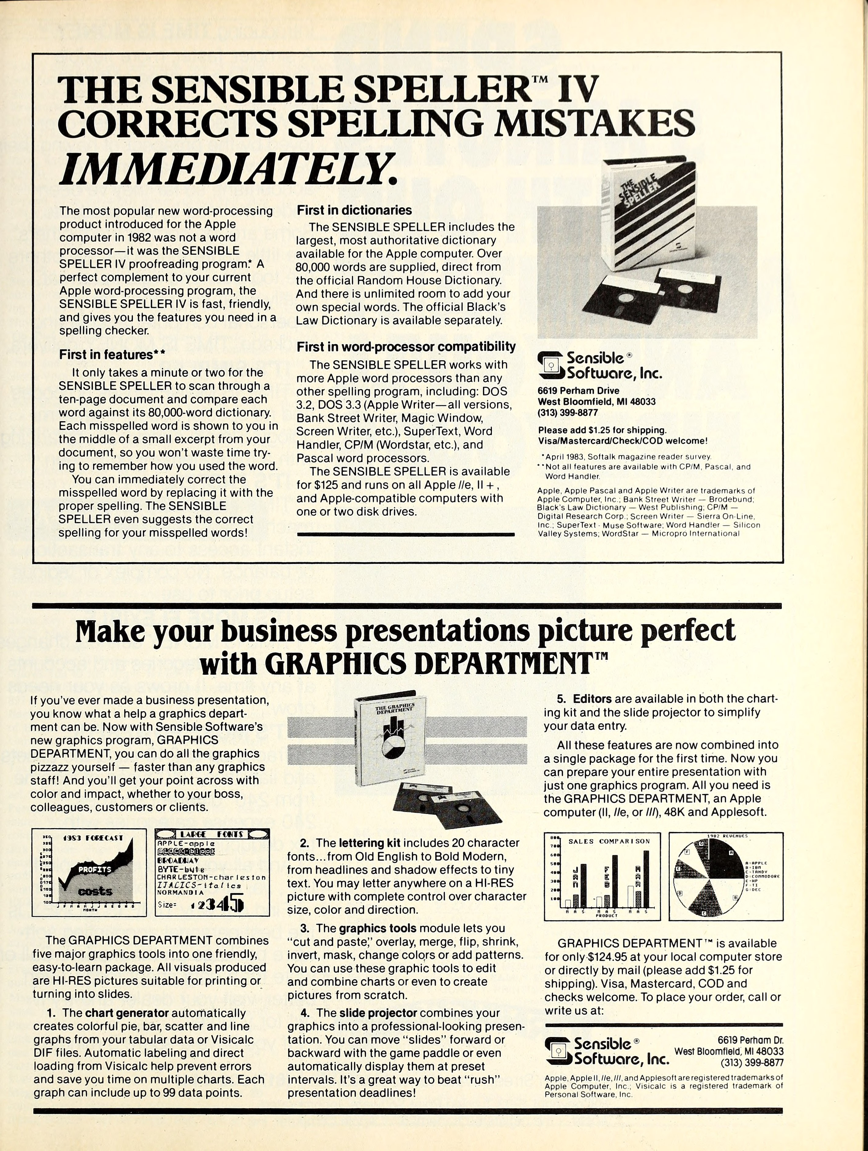 THE SENSIBLE SPELLER™ IV
CORRECTS SPELLING MISTAKES
IMMEDIATELY.
The most popular new word-processing
product introduced for the Apple
computer in 1982 was not a word
processor—it was the SENSIBLE
SPELLER IV proofreading program.* A
perfect complement to your current
Apple word-processing program, the
SENSIBLE SPELLER IV is fast, friendly,
and gives you the features you need in a
spelling checker.
First in features**
It only takes a minute or two for the
SENSIBLE SPELLER to scan through a
ten-page document and compare each
word against its 80,000-word dictionary.
Each misspelled word is shown to you in
the middle of a small excerpt from your
document, so you won't waste time try-
ing to remember how you used the word.
You can immediately correct the
misspelled word by replacing it with the
proper spelling. The SENSIBLE
SPELLER even suggests the correct
spelling for your misspelled words!
First in dictionaries
The SENSIBLE SPELLER includes the
largest, most authoritative dictionary
available for the Apple computer. Over
80,000 words are supplied, direct from
the official Random House Dictionary.
And there is unlimited room to add your
own special words. The official Black's
Law Dictionary is available separately.
First in word-processor compatibility
The SENSIBLE SPELLER works with
more Apple word processors than any
other spelling program, including: DOS
3.2, DOS 3.3 (Apple Writer—all versions,
Bank Street Writer, Magic Window,
Screen Writer, etc.), SuperText, Word
Handler, CP/M (Wordstar, etc.), and
Pascal word processors.
The SENSIBLE SPELLER is available
for $125 and runs on all Apple //e, II+,
and Apple-compatible computers with
one or two disk drives.
THE
SENSIBLE
SPELLER
Sensible®
Software, Inc.
6619 Perham Drive
West Bloomfield, MI 48033
(313) 399-8877
Please add $1.25 for shipping.
Visa/Mastercard/Check/COD welcome!
*April 1983, Softalk magazine reader survey.
**Not all features are available with CP/M, Pascal, and
Word Handler.
Apple, Apple Pascal and Apple Writer are trademarks of
Apple Computer, Inc.; Bank Street Writer — Brodebund;
Black's Law Dictionary — West Publishing; CP/M —
Digital Research Corp.; Screen Writer — Sierra On-Line,
Inc.; SuperText - Muse Software; Word Handler — Silicon
Valley Systems; WordStar — Micropro International
Make your business presentations picture perfect
with GRAPHICS DEPARTMENT™
If you've ever made a business presentation,
you know what a help a graphics depart-
ment can be. Now with Sensible Software's
new graphics program, GRAPHICS
DEPARTMENT, you can do all the graphics
pizzazz yourself — faster than any graphics
staff! And you'll get your point across with
color and impact, whether to your boss,
colleagues, customers or clients.
1983 FORECAST
PROFITS
costs
MONTH
LARGE FONTS
APPLE-apple
BROADWAY
BYTE-byte
CHARLESTON-charleston
ITALICS-italics
NORMANDIA
Size= 12345
The GRAPHICS DEPARTMENT combines
five major graphics tools into one friendly,
easy-to-learn package. All visuals produced
are HI-RES pictures suitable for printing or
turning into slides.
1. The chart generator automatically
creates colorful pie, bar, scatter and line
graphs from your tabular data or Visicalc
DIF files. Automatic labeling and direct
loading from Visicalc help prevent errors
and save you time on multiple charts. Each
graph can include up to 99 data points.
THE GRAPHICS
DEPARTMENT
2. The lettering kit includes 20 character
fonts...from Old English to Bold Modern,
from headlines and shadow effects to tiny
text. You may letter anywhere on a HI-RES
picture with complete control over character
size, color and direction.
3. The graphics tools module lets you
"cut and paste," overlay, merge, flip, shrink,
invert, mask, change colors or add patterns.
You can use these graphic tools to edit
and combine charts or even to create
pictures from scratch.
4. The slide projector combines your
graphics into a professional-looking presen-
tation. You can move "slides" forward or
backward with the game paddle or even
automatically display them at preset
intervals. It's a great way to beat "rush"
presentation deadlines!
5. Editors are available in both the chart-
ing kit and the slide projector to simplify
your data entry.
All these features are now combined into
a single package for the first time. Now you
can prepare your entire presentation with
just one graphics program. All you need is
the GRAPHICS DEPARTMENT, an Apple
computer (II, //e, or ///), 48K and Applesoft.
SALES COMPARISON
JAN
FEB
MAR
PRODUCT
1982 REVENUES
A-APPLE
B-IBM
C-TANDY
D-COMMODORE
E-HP
F-TI
G-DEC
GRAPHICS DEPARTMENT™ is available
for only $124.95 at your local computer store
or directly by mail (please add $1.25 for
shipping). Visa, Mastercard, COD and
checks welcome. To place your order, call or
write us at:
Sensible®
Software, Inc.
6619 Perham Dr.
West Bloomfield, MI 48033
(313) 399-8877
Apple, Apple II, //e, ///, and Applesoft are registered trademarks of
Apple Computer, Inc.; Visicalc is a registered trademark of
Personal Software, Inc.